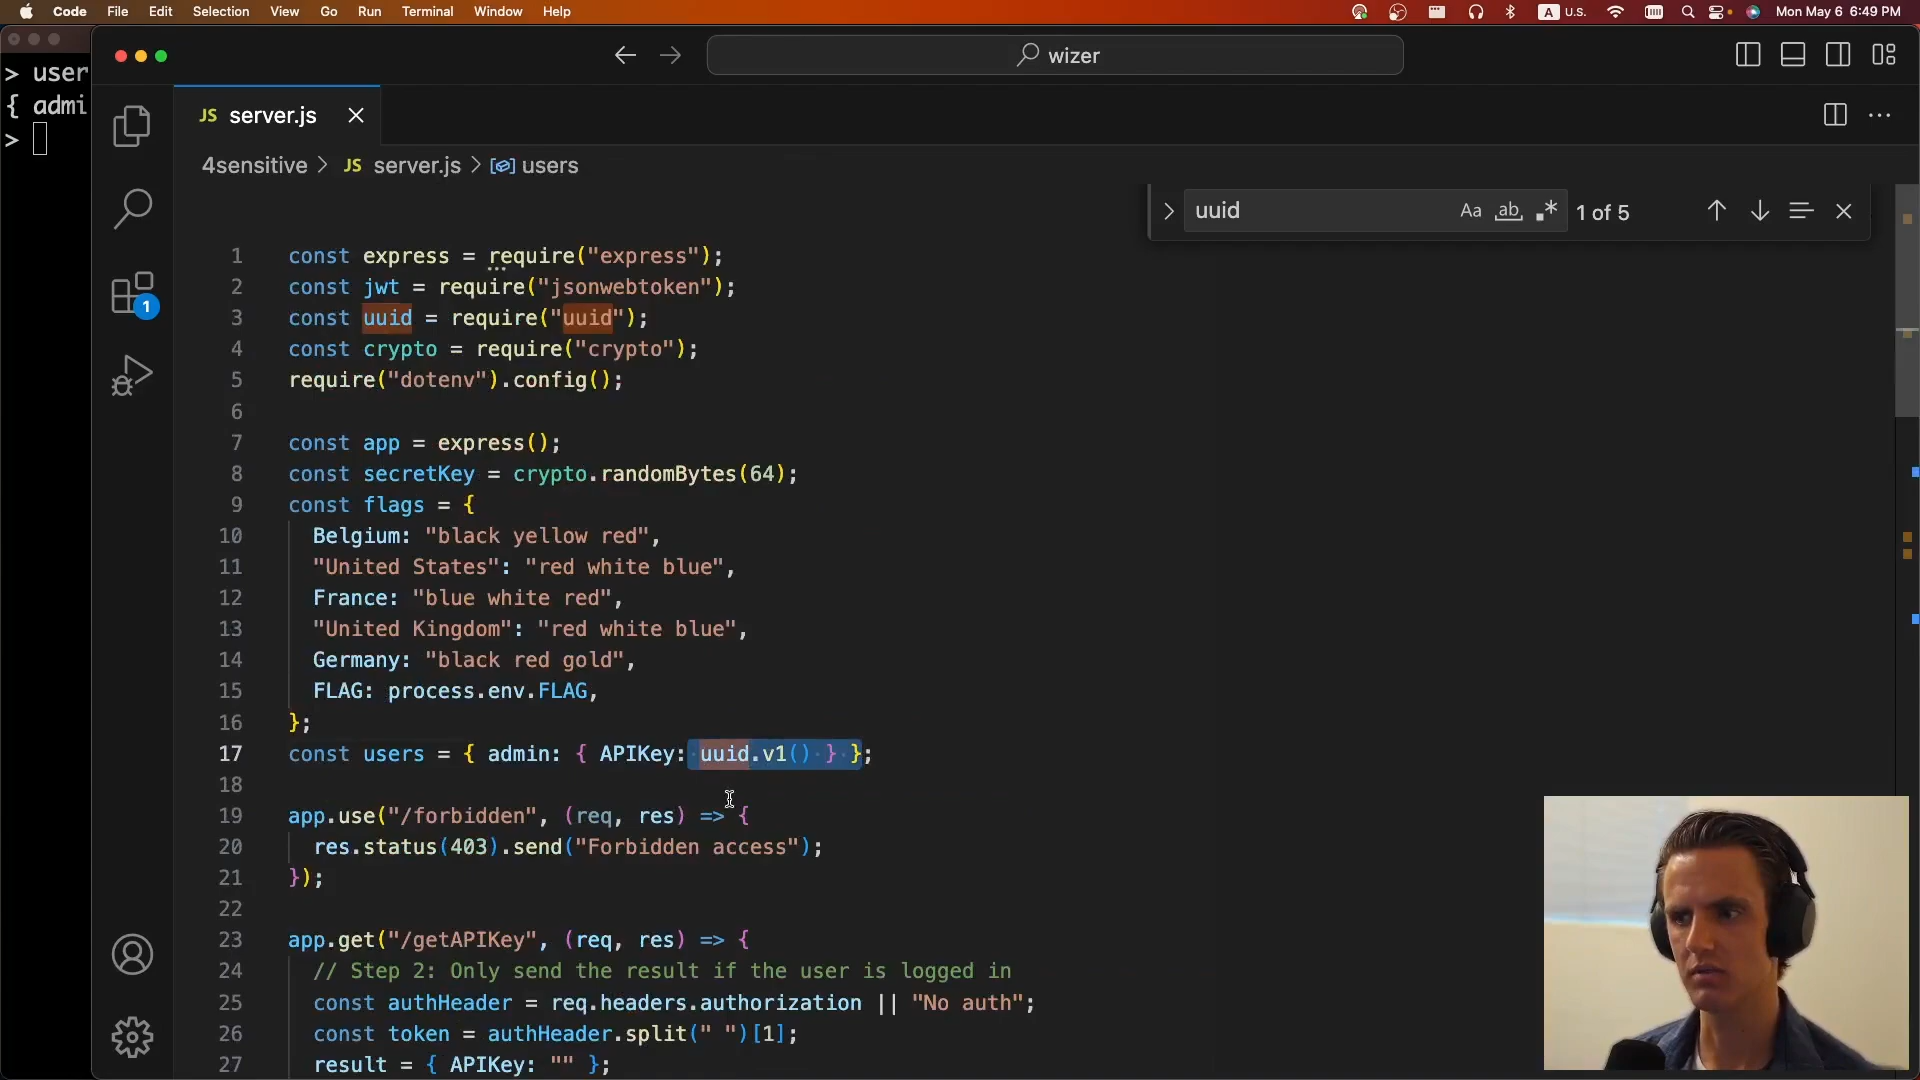 Code File Edit Selection View Go Run Terminal Window Help
A U.S. Mon May 6 6:49 PM
> user
{ admi
>
wizer
JS server.js
4sensitive > JS server.js > users
uuid Aa ab .* 1 of 5
1
1 const express = require("express");
2 const jwt = require("jsonwebtoken");
3 const uuid = require("uuid");
4 const crypto = require("crypto");
5 require("dotenv").config();
6
7 const app = express();
8 const secretKey = crypto.randomBytes(64);
9 const flags = {
10 Belgium: "black yellow red",
11 "United States": "red white blue",
12 France: "blue white red",
13 "United Kingdom": "red white blue",
14 Germany: "black red gold",
15 FLAG: process.env.FLAG,
16 };
17 const users = { admin: { APIKey: uuid.v1() } };
18
19 app.use("/forbidden", (req, res) => {
20 res.status(403).send("Forbidden access");
21 });
22
23 app.get("/getAPIKey", (req, res) => {
24 // Step 2: Only send the result if the user is logged in
25 const authHeader = req.headers.authorization || "No auth";
26 const token = authHeader.split(" ")[1];
27 result = { APIKey: "" };